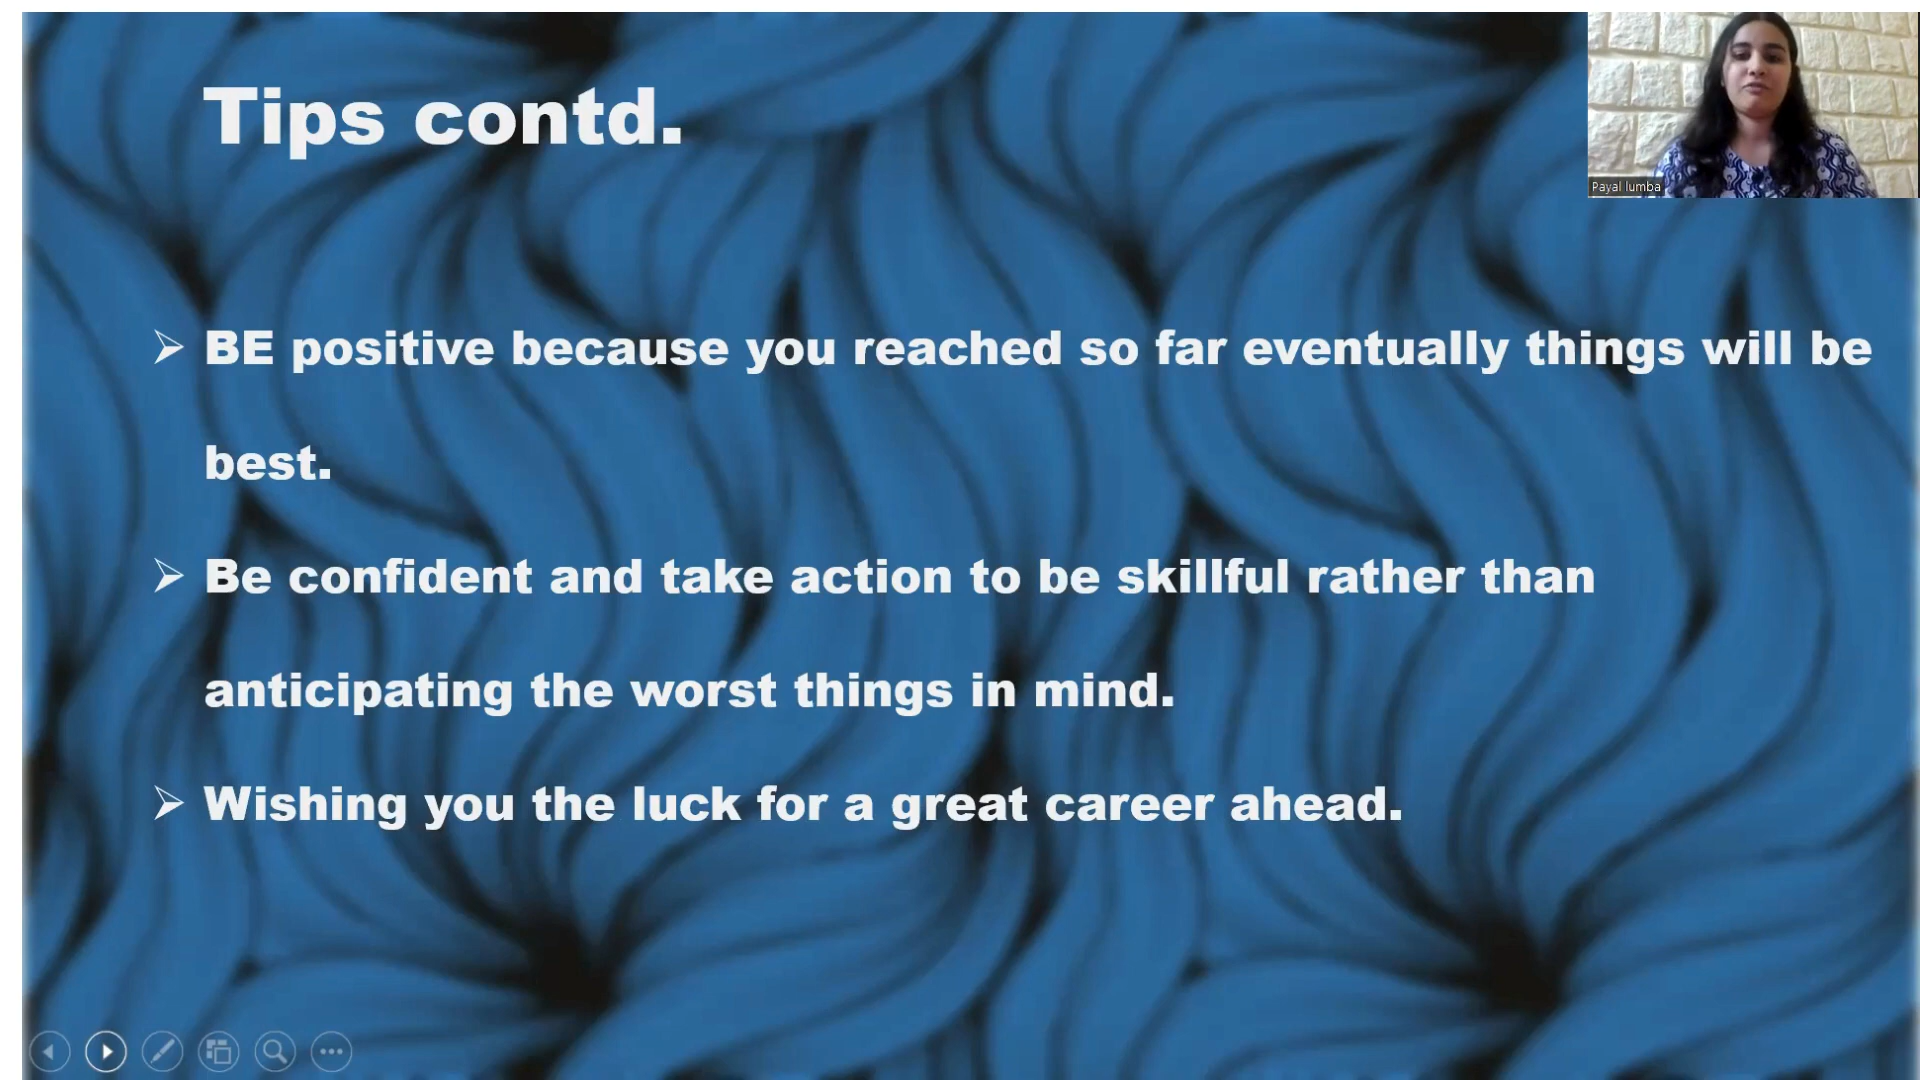 Tips contd.
Payal lumba
➢ BE positive because you reached so far eventually things will be
best.
➢ Be confident and take action to be skillful rather than
anticipating the worst things in mind.
➢ Wishing you the luck for a great career ahead.